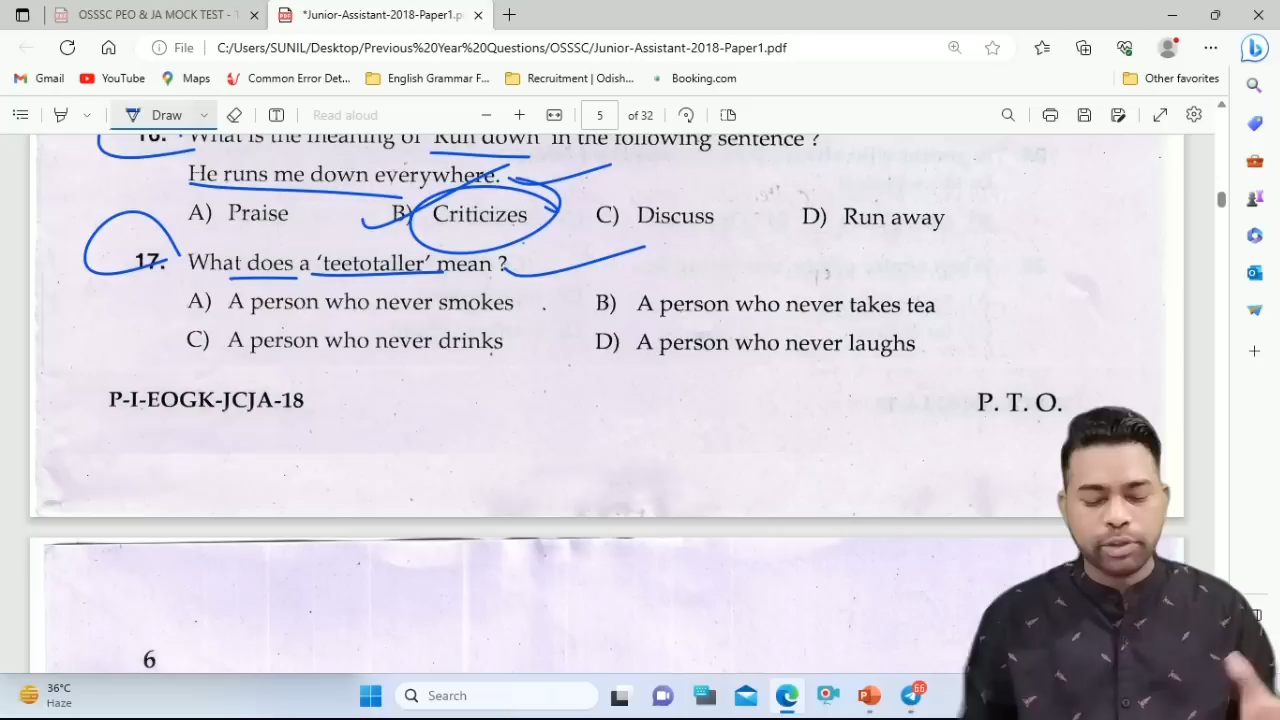 OSSSC PEO & JA MOCK TEST - 1
*Junior-Assistant-2018-Paper1.p
File
C:/Users/SUNIL/Desktop/Previous%20Year%20Questions/OSSSC/Junior-Assistant-2018-Paper1.pdf
Gmail YouTube Maps Common Error Det... English Grammar F... Recruitment | Odish... Booking.com Other favorites
Draw Read aloud 5 of 32
16. What is the meaning of 'Run down' in the following sentence ?
He runs me down everywhere.
A) Praise B) Criticizes C) Discuss D) Run away
17. What does a 'teetotaller' mean ?
A) A person who never smokes B) A person who never takes tea
C) A person who never drinks D) A person who never laughs
P-I-EOGK-JCJA-18 P. T. O.
6
36°C
Haze
Search
66